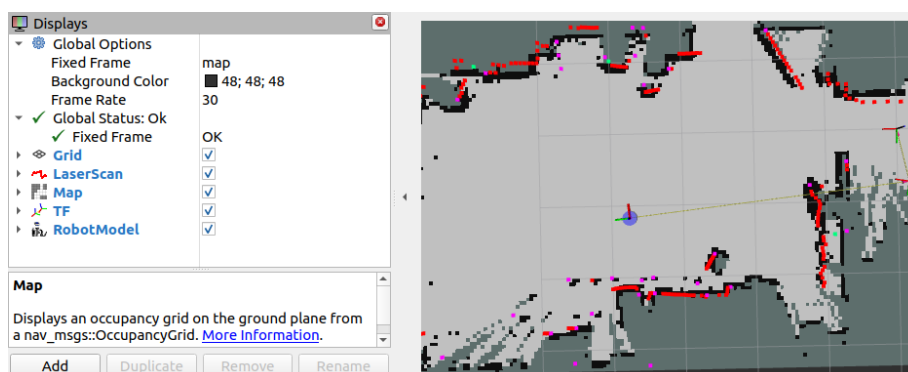 Displays
Global Options
Fixed Frame map
Background Color 48; 48; 48
Frame Rate 30
Global Status: Ok
Fixed Frame OK
Grid
LaserScan
Map
TF
RobotModel
Map
Displays an occupancy grid on the ground plane from
a nav_msgs::OccupancyGrid. More Information.
Add Duplicate Remove Rename